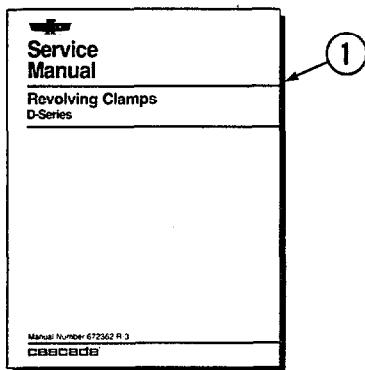 Service
Manual
1
Revolving Clamps
D-Series
Manual Number 672362 R-3
cascade